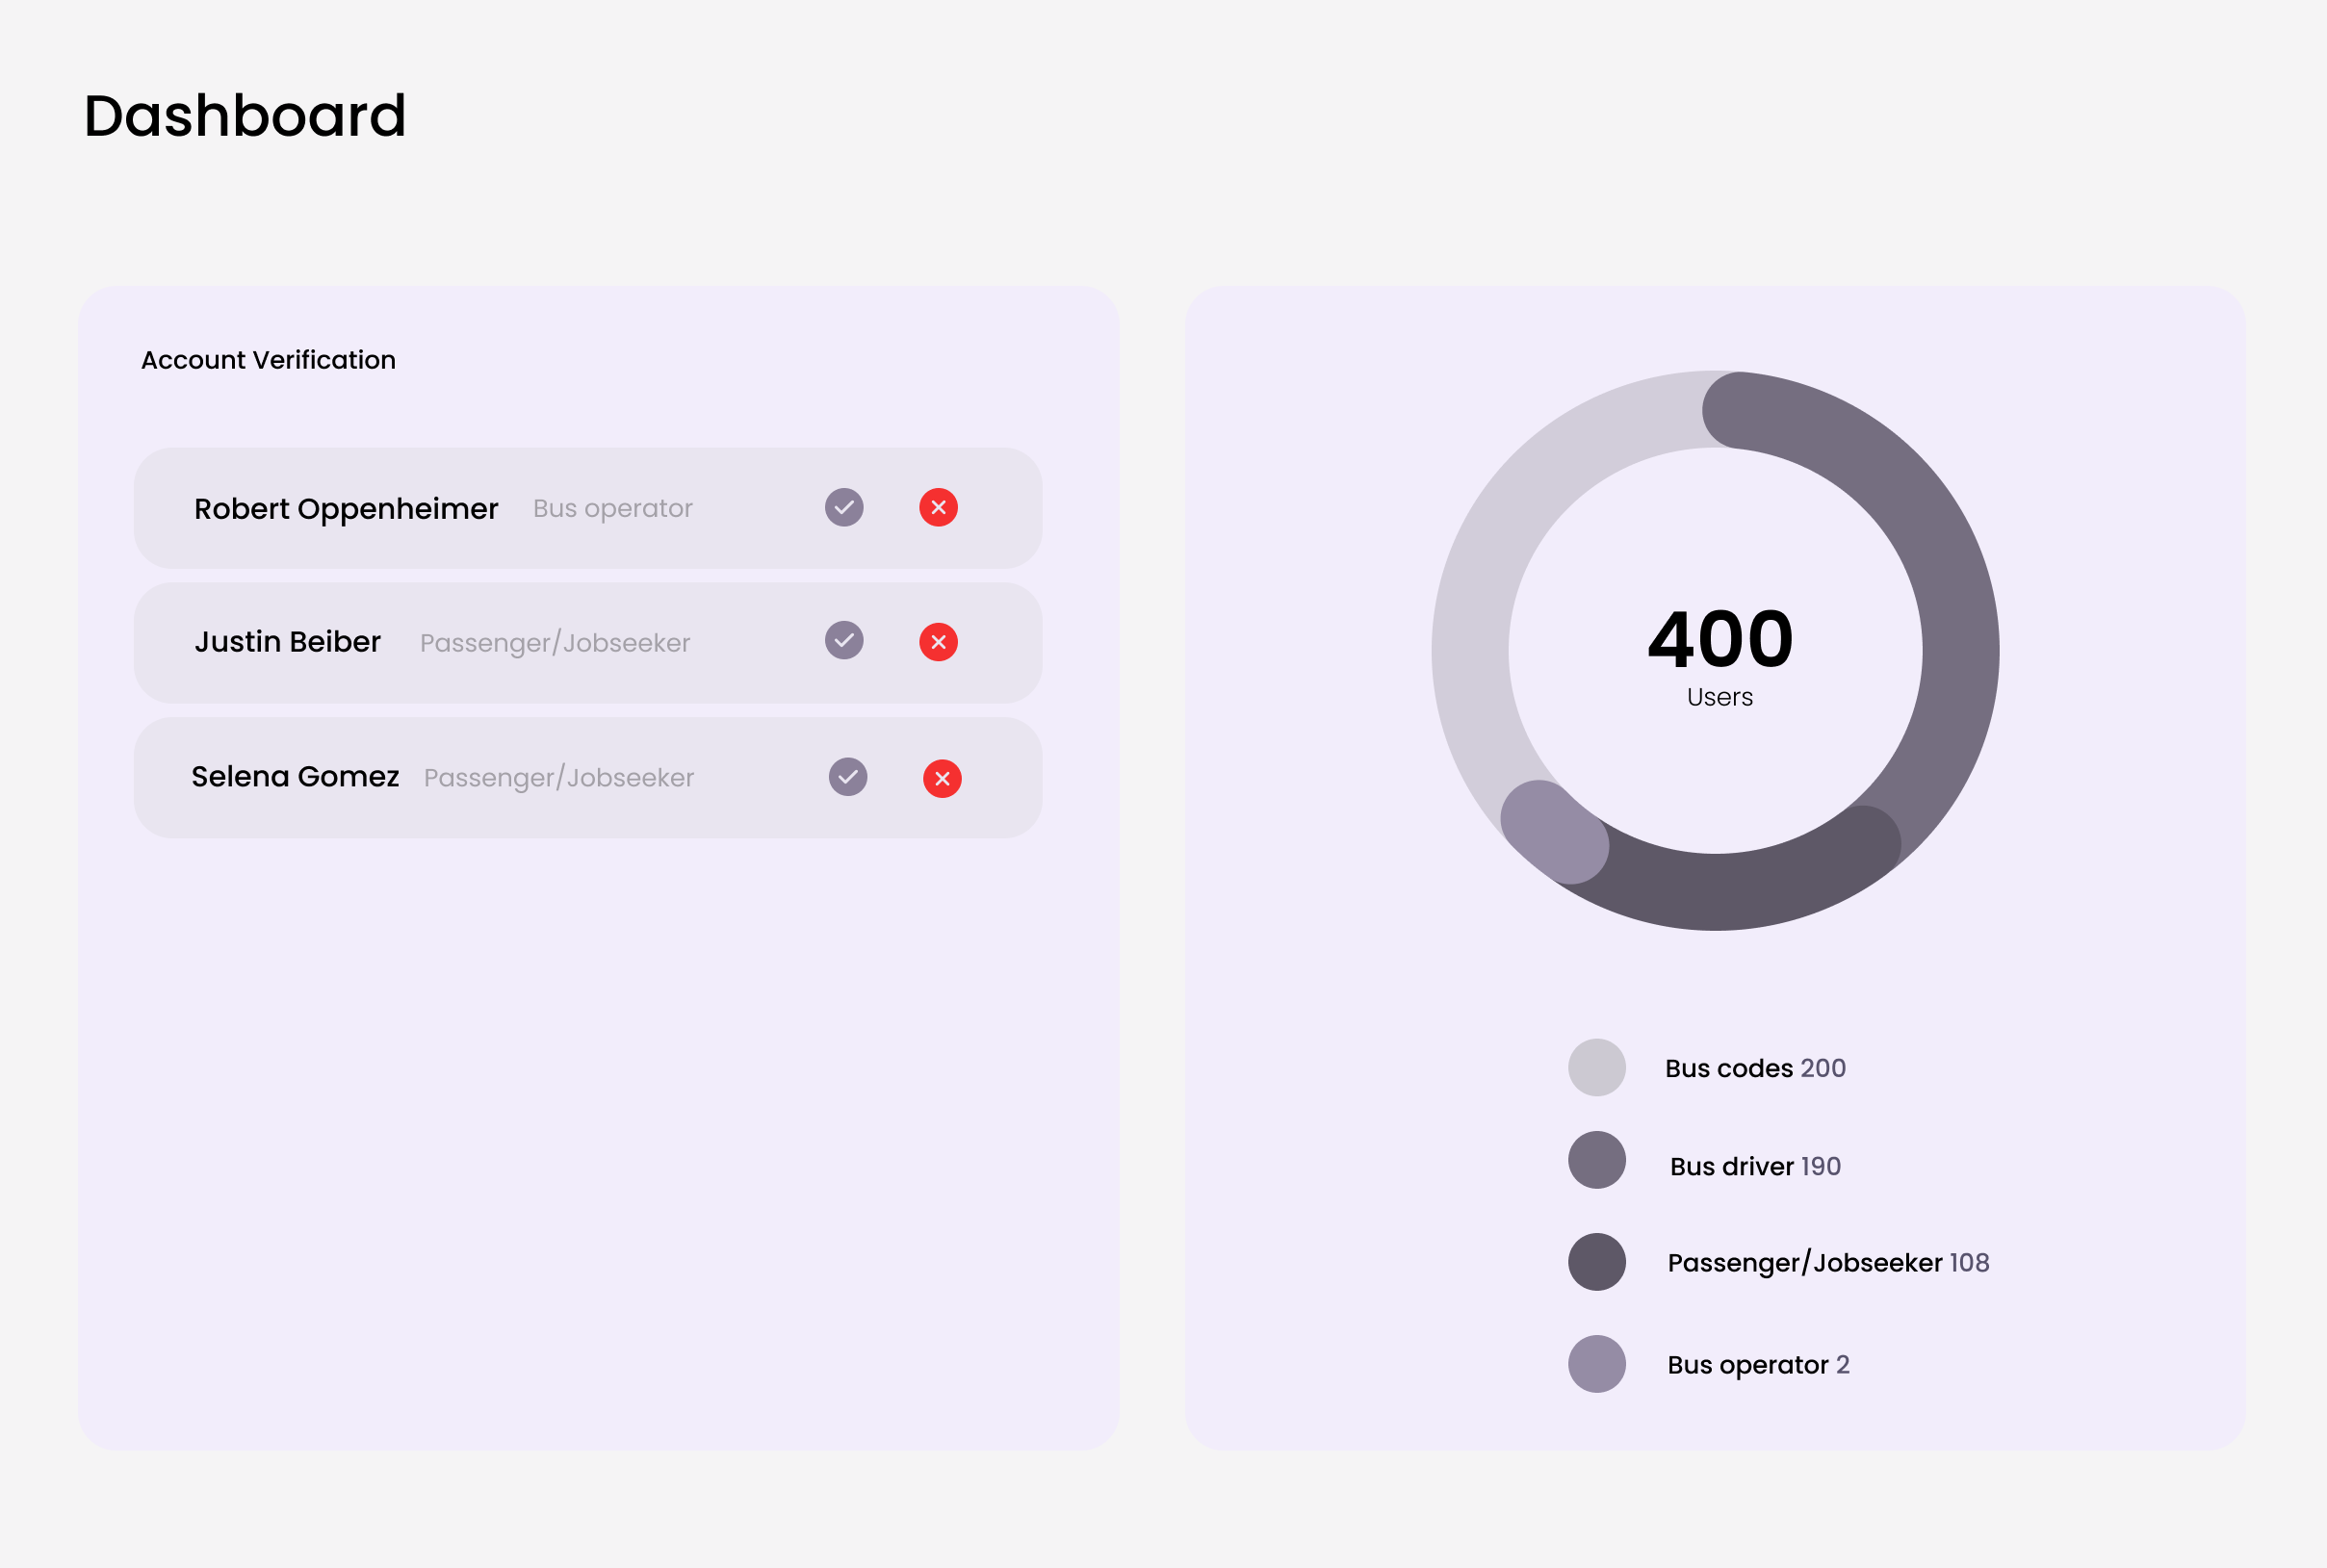 Dashboard
Account Verification
Robert Oppenheimer Bus operator
Justin Beiber Passenger/Jobseeker
Selena Gomez Passenger/Jobseeker
400
Users
Bus codes 200
Bus driver 190
Passenger/Jobseeker 108
Bus operator 2